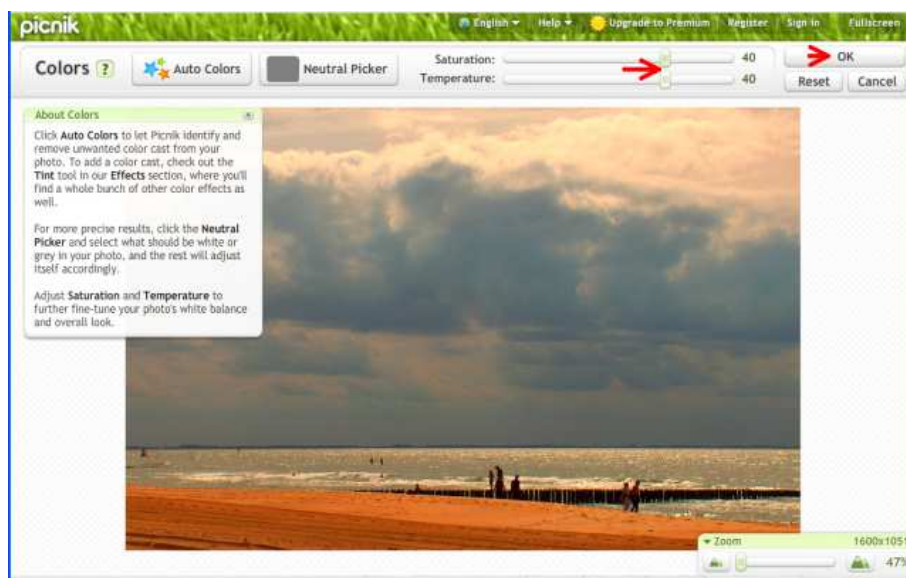 picnik
English Help Upgrade to Premium Register Sign in Fullscreen
Colors ? Auto Colors Neutral Picker
Saturation: 40
Temperature: 40
OK
Reset Cancel
About Colors
Click Auto Colors to let Picnik identify and
remove unwanted color cast from your
photo. To add a color cast, check out the
Tint tool in our Effects section, where you'll
find a whole bunch of other color effects as
well.
For more precise results, click the Neutral
Picker and select what should be white or
grey in your photo, and the rest will adjust
itself accordingly.
Adjust Saturation and Temperature to
further fine-tune your photo's white balance
and overall look.
Zoom 1600x1051
47%